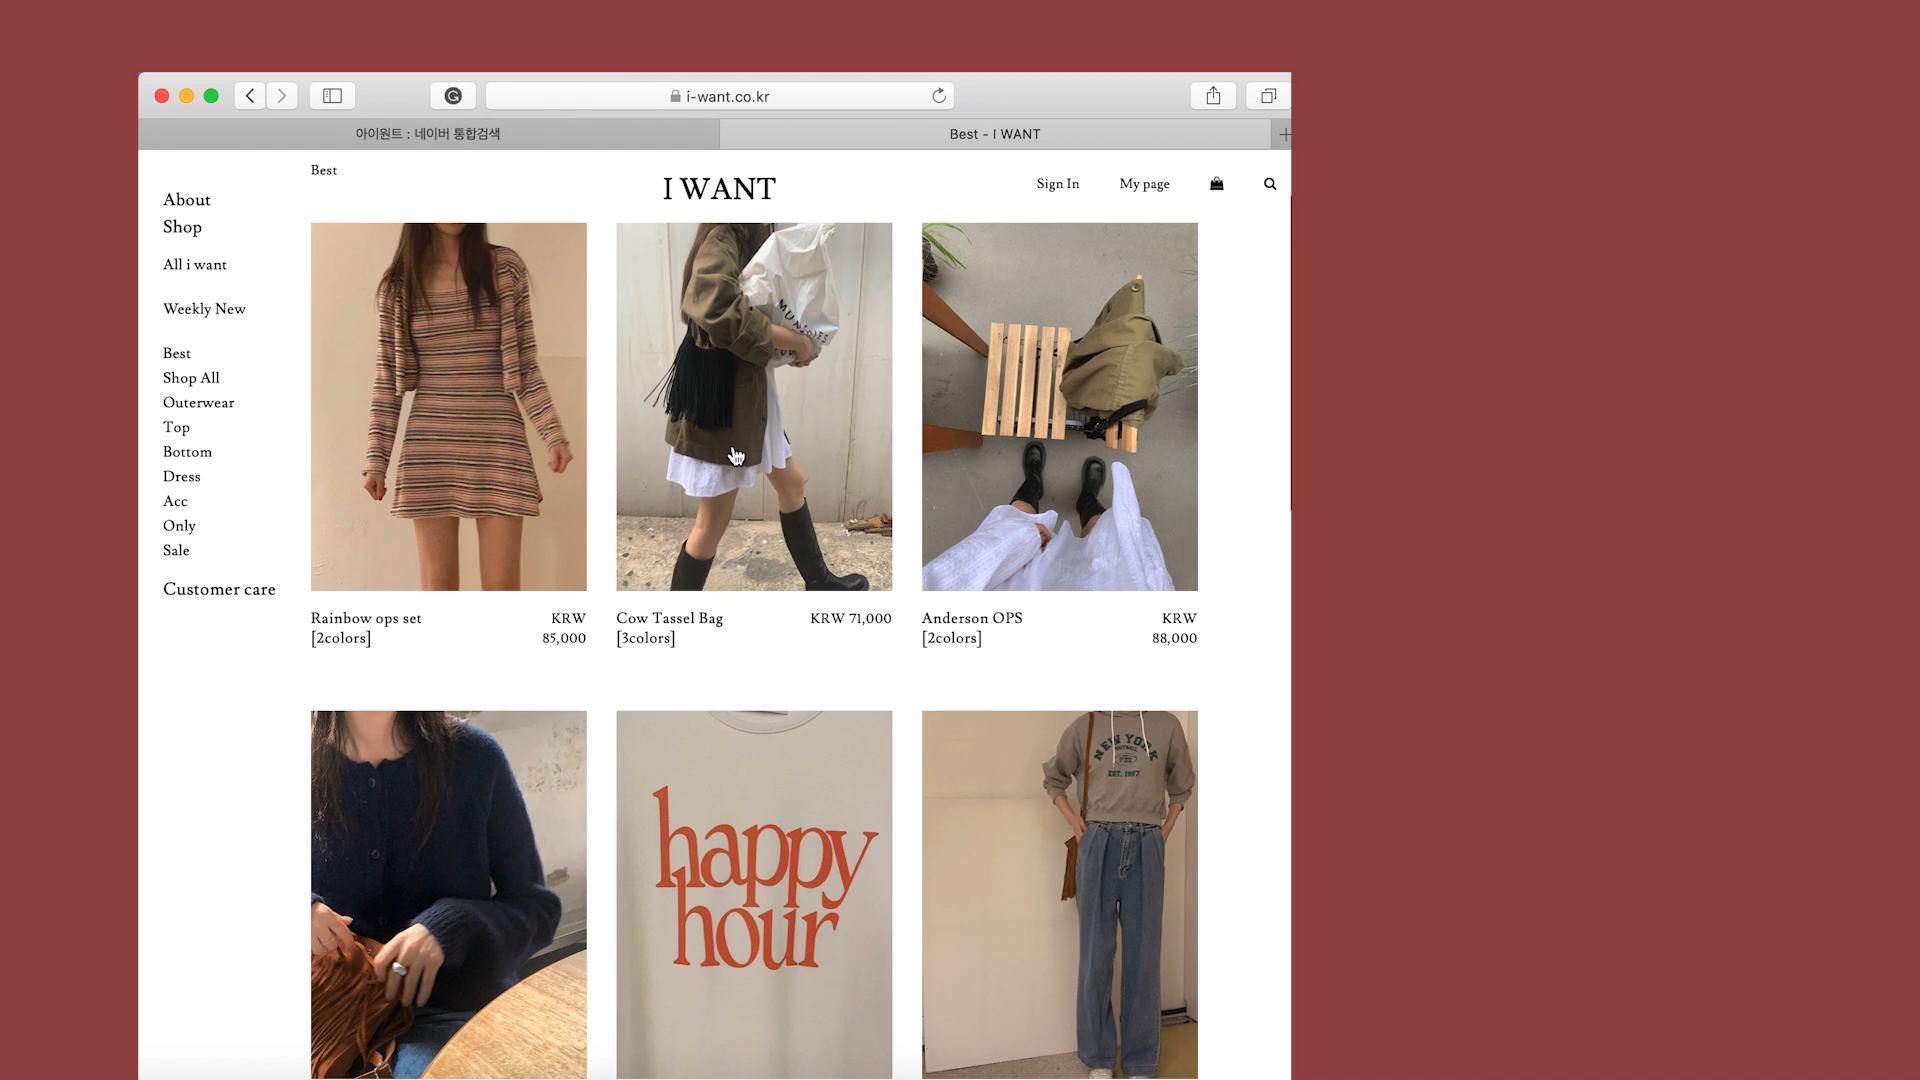 i-want.co.kr
아이원트 : 네이버 통합검색
Best - I WANT
Best
I WANT
Sign In
My page
About
Shop
All i want
Weekly New
Best
Shop All
Outerwear
Top
Bottom
Dress
Acc
Only
Sale
Customer care
Rainbow ops set
[2colors]
KRW
85,000
Cow Tassel Bag
[3colors]
KRW 71,000
Anderson OPS
[2colors]
KRW
88,000
happy
hour
NEW YORK
FOOTBALL
EST. 1967